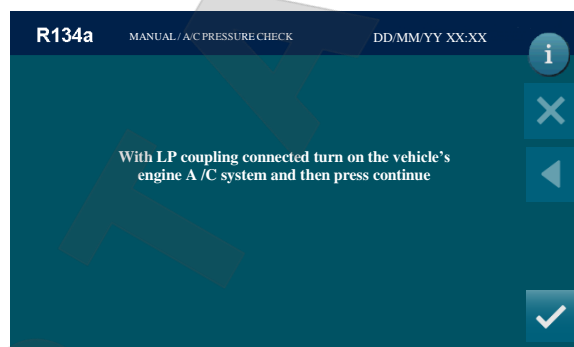 R134a MANUAL / A/C PRESSURE CHECK DD/MM/YY XX:XX
i
With LP coupling connected turn on the vehicle's
engine A /C system and then press continue